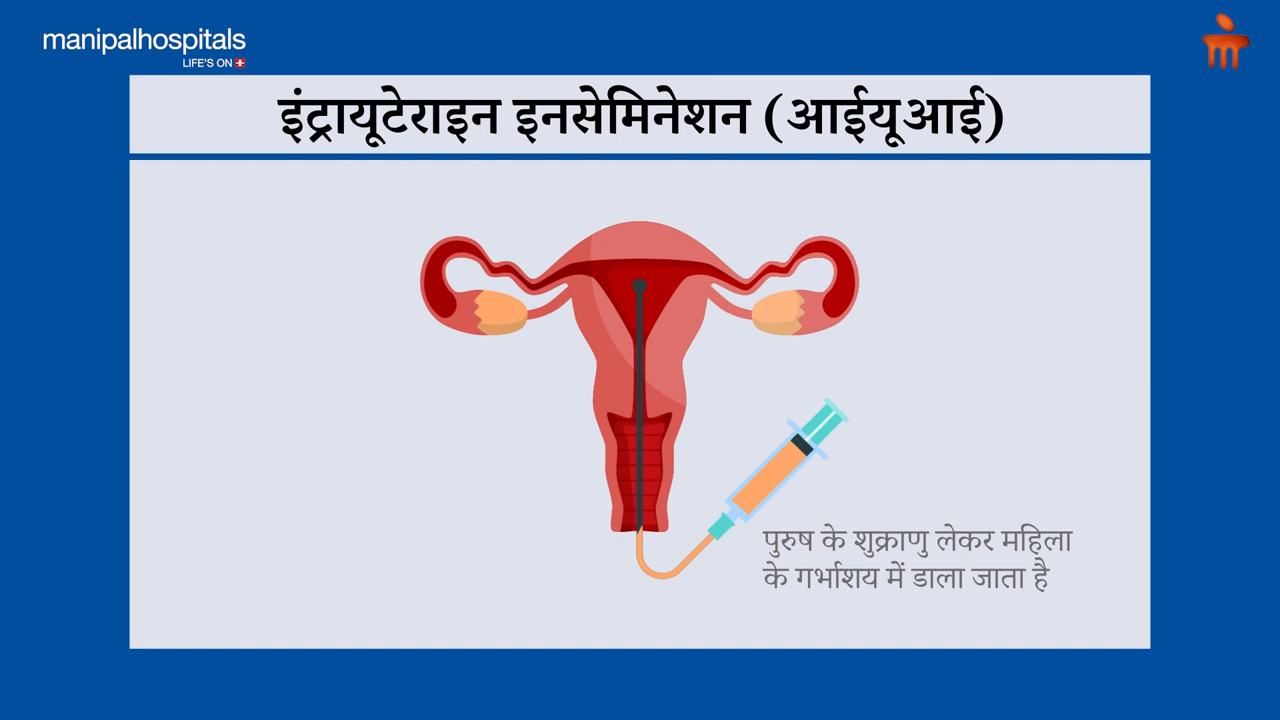 manipalhospitals
LIFE'S ON
इंट्रायूटेराइन इनसेमिनेशन (आईयूआई)
पुरुष के शुक्राणु लेकर महिला
के गर्भाशय में डाला जाता है